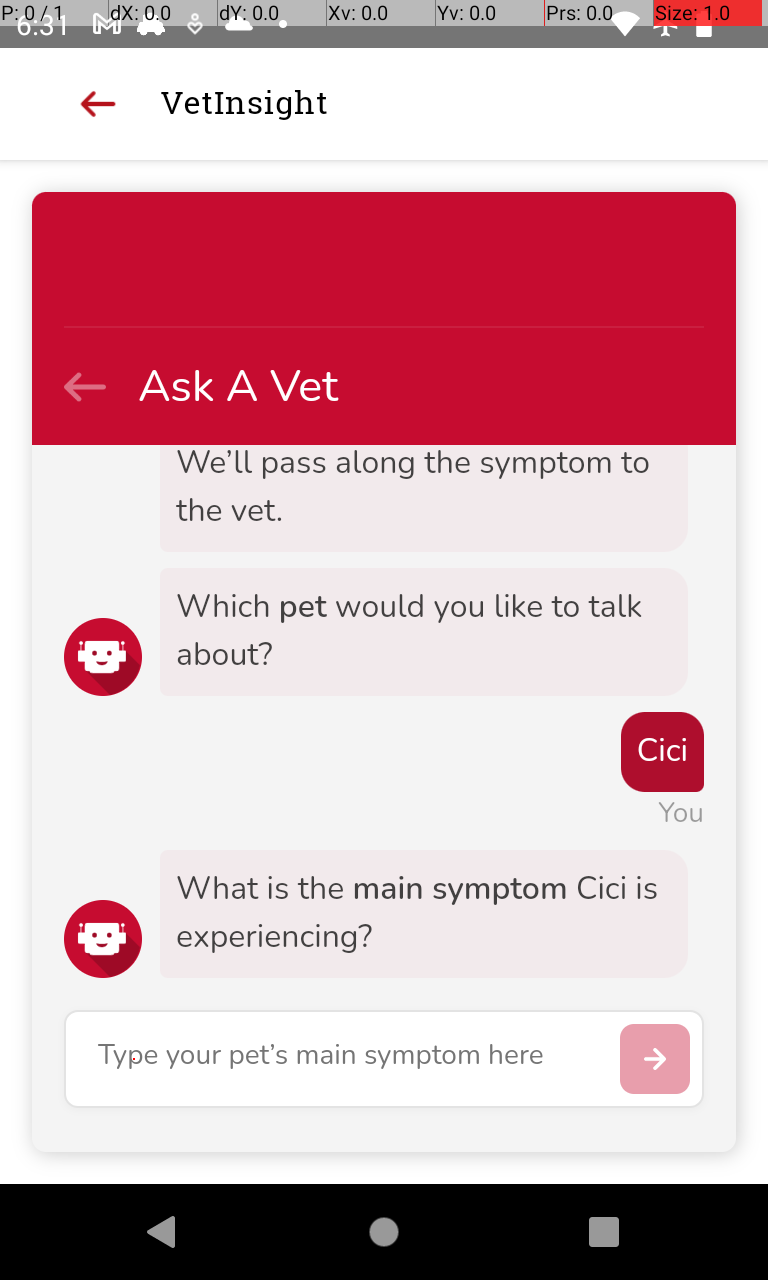 P: 0 / 1 dX: 0.0 dY: 0.0 Xv: 0.0 Yv: 0.0 Prs: 0.0 Size: 1.0
6:31
VetInsight
Ask A Vet
We’ll pass along the symptom to
the vet.
Which pet would you like to talk
about?
Cici
You
What is the main symptom Cici is
experiencing?
Type your pet’s main symptom here